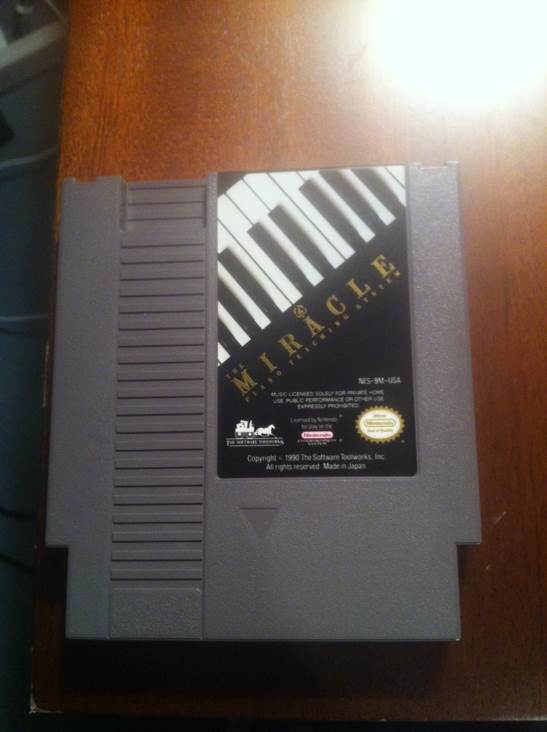 THE
MIRACLE
PIANO TEACHING SYSTEM
NES-9M-USA
MUSIC LICENSED SOLELY FOR PRIVATE HOME
USE PUBLIC PERFORMANCE OR OTHER USE
EXPRESSLY PROHIBITED
Licensed by Nintendo
for play on the
Nintendo
Nintendo
Seal of Quality
THE SOFTWARE TOOLWORKS
Copyright © 1990 The Software Toolworks, Inc.
All rights reserved. Made in Japan.